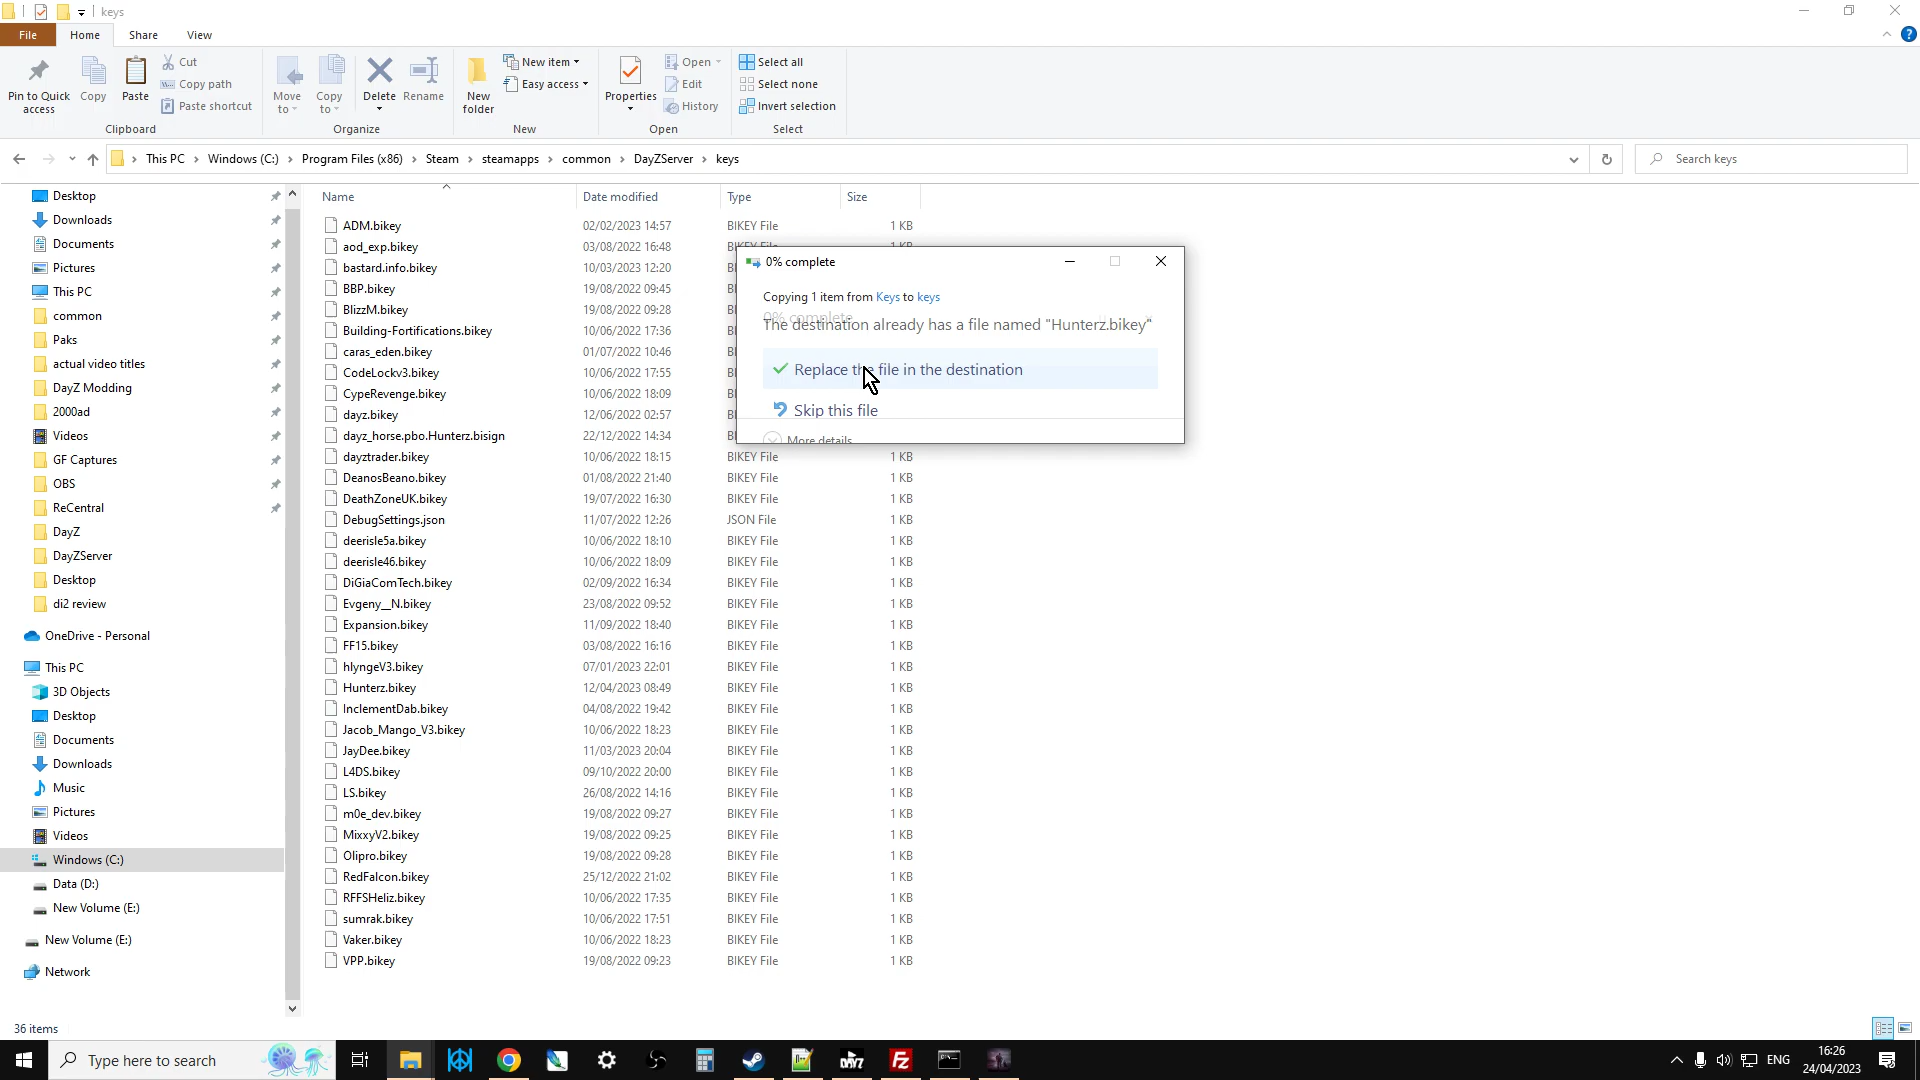 keys
File
Home
Share
View
Pin to Quick access
Copy
Paste
Cut
Copy path
Paste shortcut
Clipboard
Move to
Copy to
Delete
Rename
Organize
New folder
New item
Easy access
New
Properties
Open
Edit
History
Open
Select all
Select none
Invert selection
Select
This PC > Windows (C:) > Program Files (x86) > Steam > steamapps > common > DayZServer > keys
Search keys
Name Date modified Type Size
ADM.bikey 02/02/2023 14:57 BIKEY File 1 KB
aod_exp.bikey 03/08/2022 16:48 BIKEY File 1 KB
bastard.info.bikey 10/03/2023 12:20 BI
BBP.bikey 19/08/2022 09:45 BI
BlizzM.bikey 19/08/2022 09:28 BI
Building-Fortifications.bikey 10/06/2022 17:36 BI
caras_eden.bikey 01/07/2022 10:46 BI
CodeLockv3.bikey 10/06/2022 17:55 BI
CypeRevenge.bikey 10/06/2022 18:09 BI
dayz.bikey 12/06/2022 02:57 BI
dayz_horse.pbo.Hunterz.bisign 22/12/2022 14:34 BI
dayztrader.bikey 10/06/2022 18:15 BIKEY File 1 KB
DeanosBeano.bikey 01/08/2022 21:40 BIKEY File 1 KB
DeathZoneUK.bikey 19/07/2022 16:30 BIKEY File 1 KB
DebugSettings.json 11/07/2022 12:26 JSON File 1 KB
deerisle5a.bikey 10/06/2022 18:10 BIKEY File 1 KB
deerisle46.bikey 10/06/2022 18:09 BIKEY File 1 KB
DiGiaComTech.bikey 02/09/2022 16:34 BIKEY File 1 KB
Evgeny__N.bikey 23/08/2022 09:52 BIKEY File 1 KB
Expansion.bikey 11/09/2022 18:40 BIKEY File 1 KB
FF15.bikey 03/08/2022 16:16 BIKEY File 1 KB
hlyngeV3.bikey 07/01/2023 22:01 BIKEY File 1 KB
Hunterz.bikey 12/04/2023 08:49 BIKEY File 1 KB
InclementDab.bikey 04/08/2022 19:42 BIKEY File 1 KB
Jacob_Mango_V3.bikey 10/06/2022 18:23 BIKEY File 1 KB
JayDee.bikey 11/03/2023 20:04 BIKEY File 1 KB
L4DS.bikey 09/10/2022 20:00 BIKEY File 1 KB
LS.bikey 26/08/2022 14:16 BIKEY File 1 KB
m0e_dev.bikey 19/08/2022 09:27 BIKEY File 1 KB
MixxyV2.bikey 19/08/2022 09:25 BIKEY File 1 KB
Olipro.bikey 19/08/2022 09:28 BIKEY File 1 KB
RedFalcon.bikey 25/12/2022 21:02 BIKEY File 1 KB
RFFSHeliz.bikey 10/06/2022 17:35 BIKEY File 1 KB
sumrak.bikey 10/06/2022 17:51 BIKEY File 1 KB
Vaker.bikey 10/06/2022 18:23 BIKEY File 1 KB
VPP.bikey 19/08/2022 09:23 BIKEY File 1 KB
0% complete
Copying 1 item from Keys to keys
0% complete
The destination already has a file named "Hunterz.bikey"
Replace the file in the destination
Skip this file
More details
Desktop
Downloads
Documents
Pictures
This PC
common
Paks
actual video titles
DayZ Modding
2000ad
Videos
GF Captures
OBS
ReCentral
DayZ
DayZServer
Desktop
di2 review
OneDrive - Personal
This PC
3D Objects
Desktop
Documents
Downloads
Music
Pictures
Videos
Windows (C:)
Data (D:)
New Volume (E:)
New Volume (E:)
Network
36 items
Type here to search
DAYZ
Fz
ENG
16:26
24/04/2023